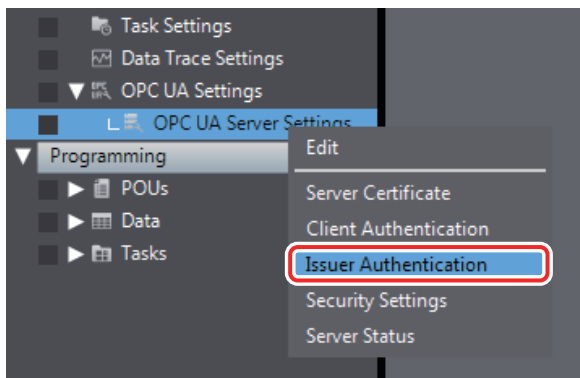 Task Settings
Data Trace Settings
OPC UA Settings
OPC UA Server Settings
Programming
POUs
Data
Tasks
Edit
Server Certificate
Client Authentication
Issuer Authentication
Security Settings
Server Status